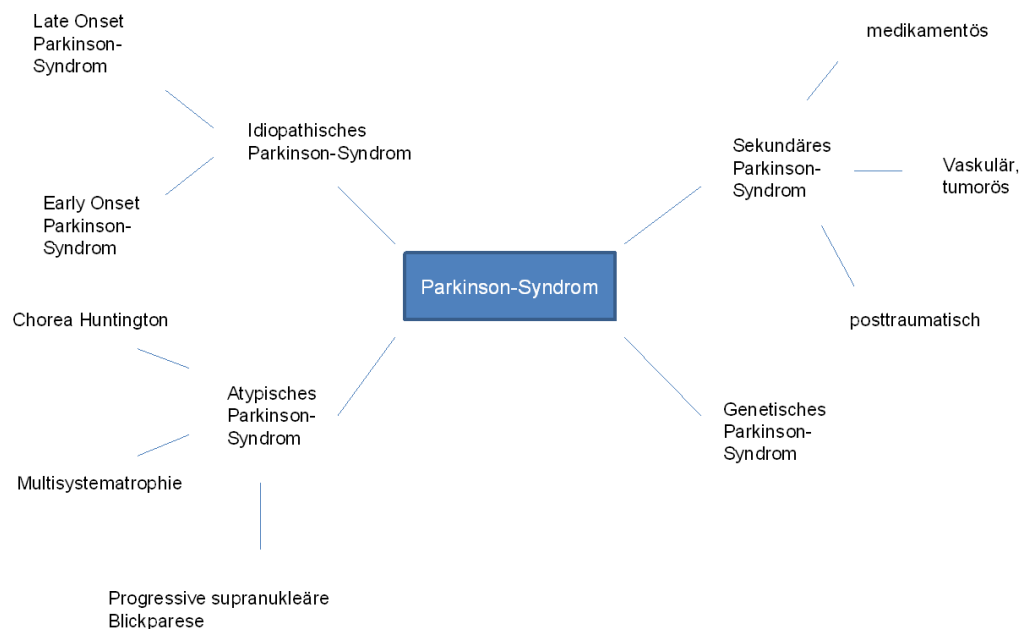 Late Onset
Parkinson-
Syndrom
medikamentös
Idiopathisches
Parkinson-Syndrom
Sekundäres
Parkinson-
Syndrom
Vaskulär,
tumorös
Early Onset
Parkinson-
Syndrom
Parkinson-Syndrom
Chorea Huntington
posttraumatisch
Atypisches
Parkinson-
Syndrom
Genetisches
Parkinson-
Syndrom
Multisystematrophie
Progressive supranukleäre
Blickparese